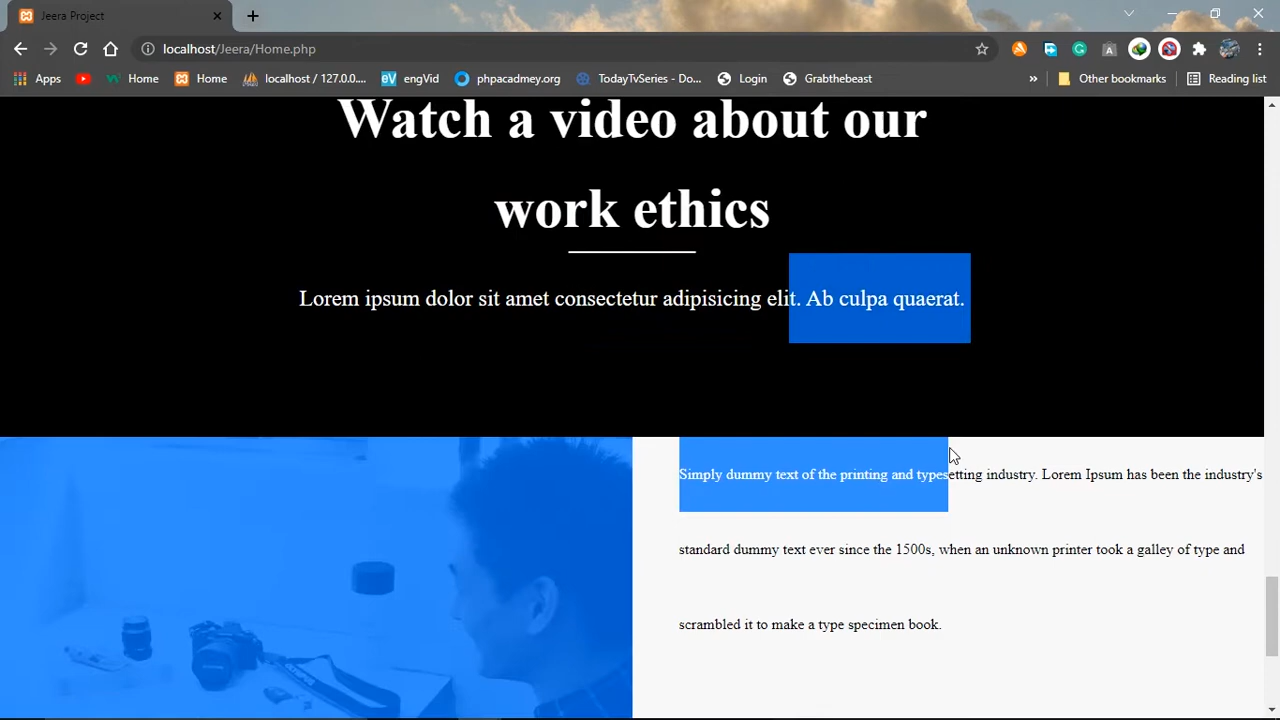 Jeera Project
localhost/Jeera/Home.php
Apps
Home
Home
localhost / 127.0.0....
engVid
phpacadmey.org
TodayTvSeries - Do...
Login
Grabthebeast
»
Other bookmarks
Reading list
Watch a video about our
work ethics
Lorem ipsum dolor sit amet consectetur adipisicing elit. Ab culpa quaerat.
Simply dummy text of the printing and typesetting industry. Lorem Ipsum has been the industry's
standard dummy text ever since the 1500s, when an unknown printer took a galley of type and
scrambled it to make a type specimen book.